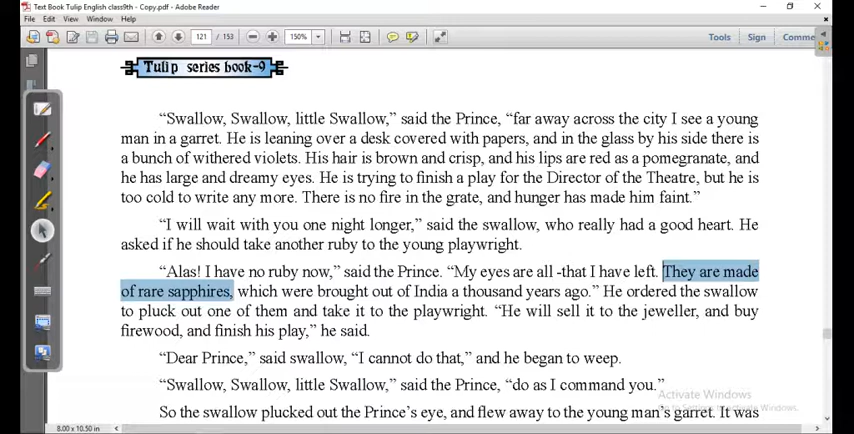 Text Book Tulip English class9th - Copy.pdf - Adobe Reader
File Edit View Window Help
121 / 153 150% Tools Sign Comme
Tulip series book-9
“Swallow, Swallow, little Swallow,” said the Prince, “far away across the city I see a young
man in a garret. He is leaning over a desk covered with papers, and in the glass by his side there is
a bunch of withered violets. His hair is brown and crisp, and his lips are red as a pomegranate, and
he has large and dreamy eyes. He is trying to finish a play for the Director of the Theatre, but he is
too cold to write any more. There is no fire in the grate, and hunger has made him faint.”
“I will wait with you one night longer,” said the swallow, who really had a good heart. He
asked if he should take another ruby to the young playwright.
“Alas! I have no ruby now,” said the Prince. “My eyes are all -that I have left. They are made
of rare sapphires, which were brought out of India a thousand years ago.” He ordered the swallow
to pluck out one of them and take it to the playwright. “He will sell it to the jeweller, and buy
firewood, and finish his play,” he said.
“Dear Prince,” said swallow, “I cannot do that,” and he began to weep.
“Swallow, Swallow, little Swallow,” said the Prince, “do as I command you.”
Activate Windows
Go to Settings to activate Windows.
So the swallow plucked out the Prince’s eye, and flew away to the young man’s garret. It was
8.00 x 10.50 in